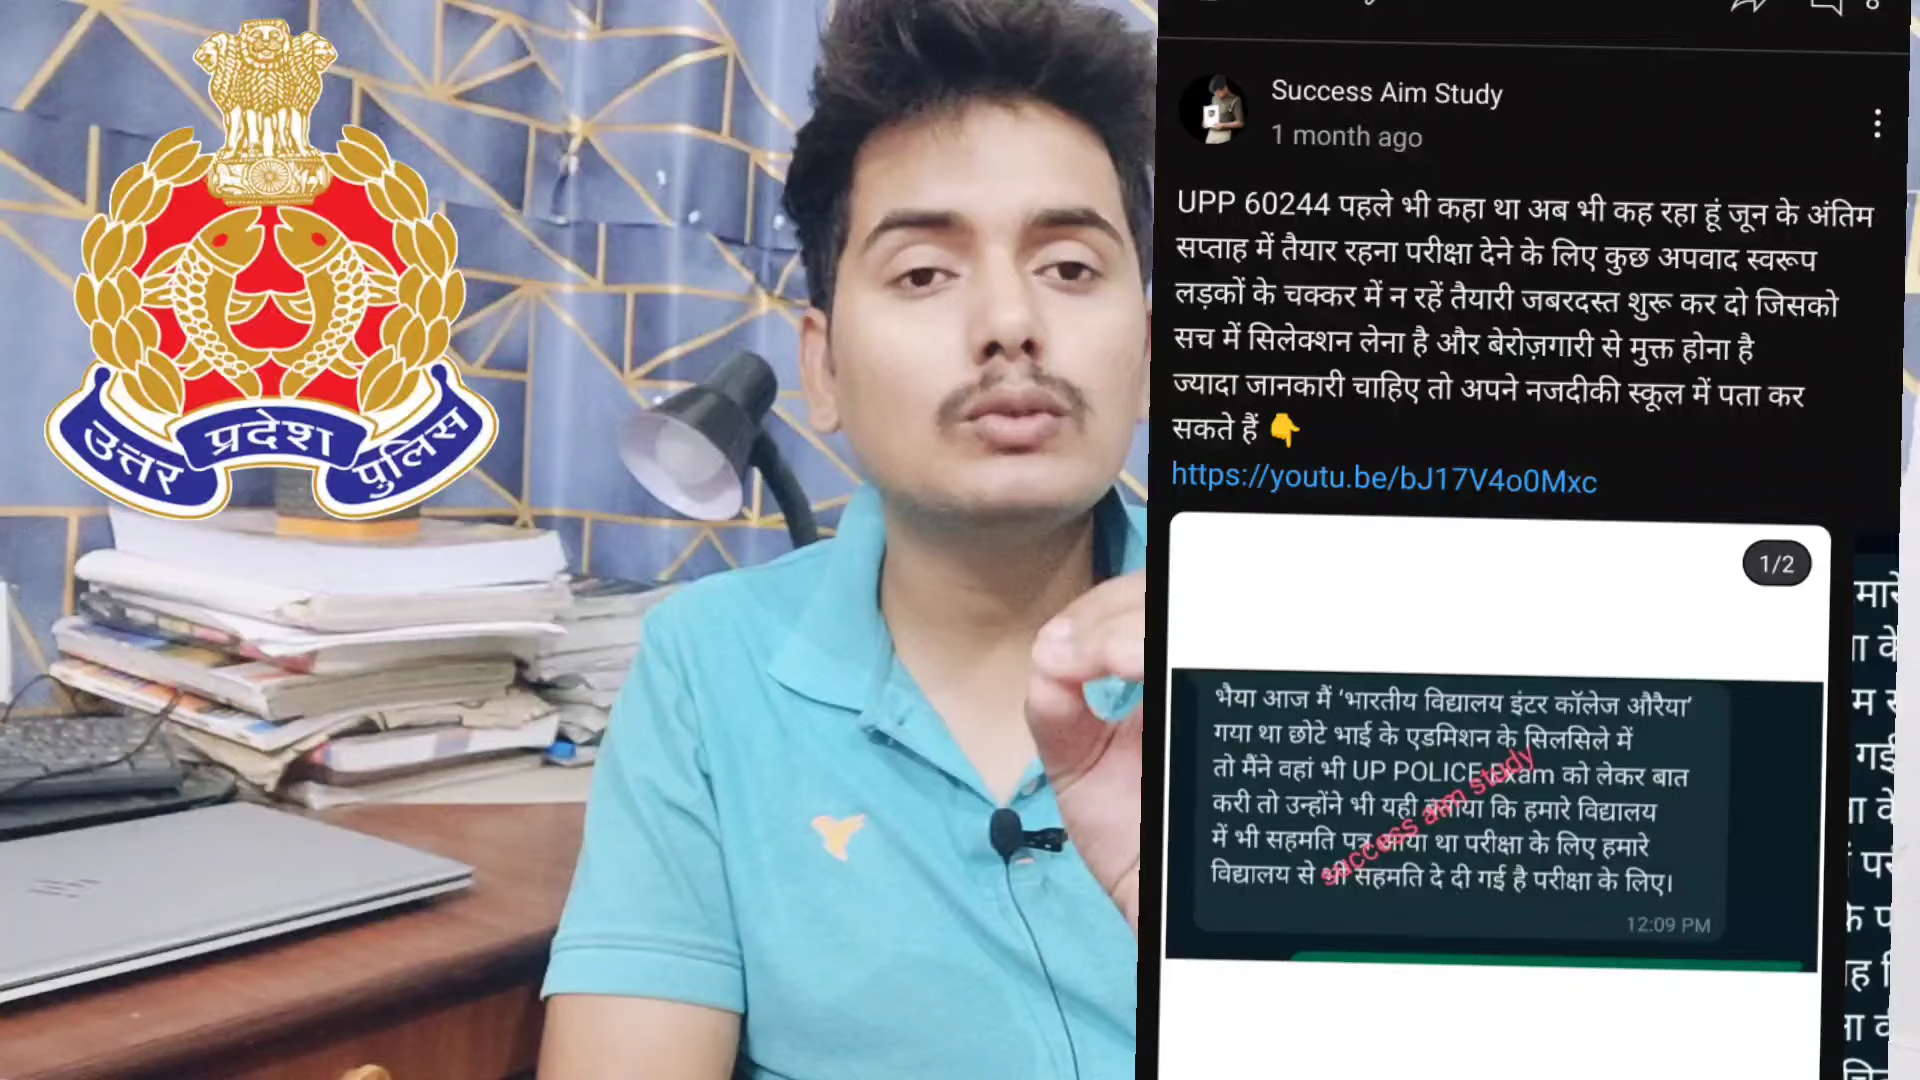 उत्तर प्रदेश पुलिस
Success Aim Study
1 month ago
UPP 60244 पहले भी कहा था अब भी कह रहा हूं जून के अंतिम
सप्ताह में तैयार रहना परीक्षा देने के लिए कुछ अपवाद स्वरूप
लड़कों के चक्कर में न रहें तैयारी जबरदस्त शुरू कर दो जिसको
सच में सिलेक्शन लेना है और बेरोज़गारी से मुक्त होना है
ज्यादा जानकारी चाहिए तो अपने नजदीकी स्कूल में पता कर
सकते हैं 👇
https://youtu.be/bJ17V4o0Mxc
1/2
भैया आज मैं ‘भारतीय विद्यालय इंटर कॉलेज औरैया’
गया था छोटे भाई के एडमिशन के सिलसिले में
तो मैंने वहां भी UP POLICE Exam को लेकर बात
करी तो उन्होंने भी यही बताया कि हमारे विद्यालय
में भी सहमति पत्र आया था परीक्षा के लिए हमारे
विद्यालय से भी सहमति दे दी गई है परीक्षा के लिए।
success aim study
12:09 PM